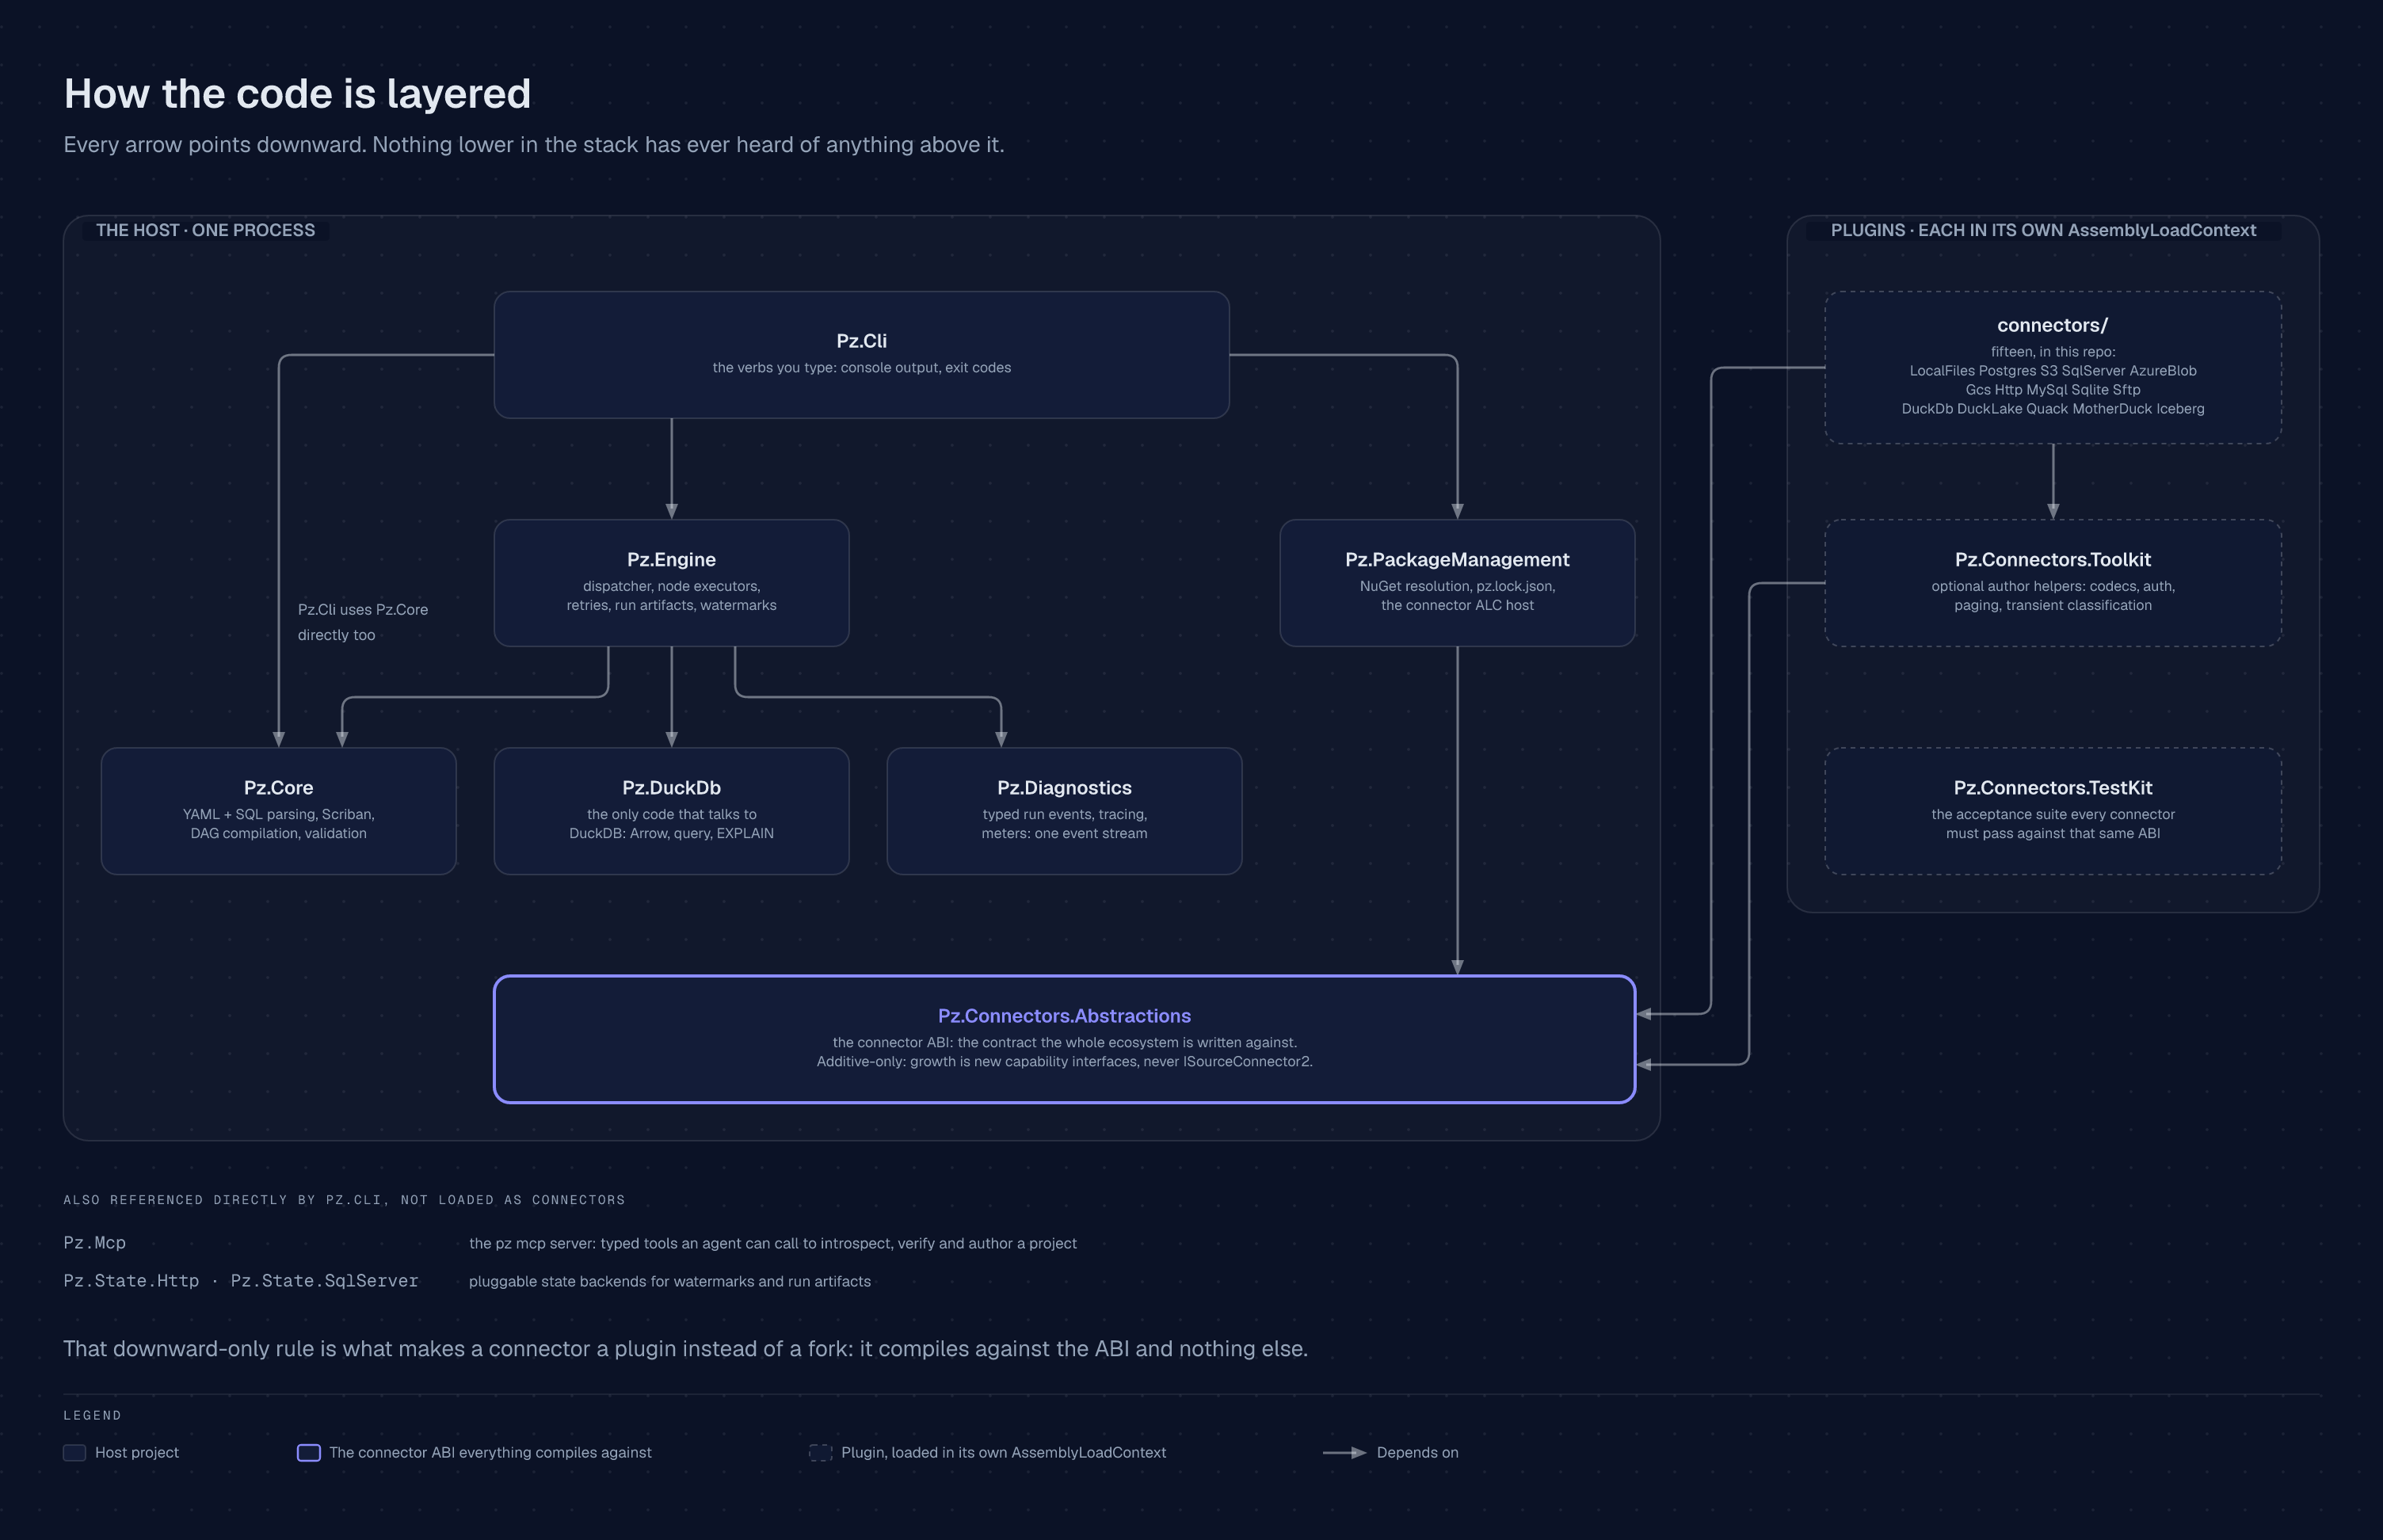 How the code is layered
Every arrow points downward. Nothing lower in the stack has ever heard of anything above it.
THE HOST · ONE PROCESS
Pz.Cli
the verbs you type: console output, exit codes
Pz.Cli uses Pz.Core
directly too
Pz.Engine
dispatcher, node executors,
retries, run artifacts, watermarks
Pz.PackageManagement
NuGet resolution, pz.lock.json,
the connector ALC host
Pz.Core
YAML + SQL parsing, Scriban,
DAG compilation, validation
Pz.DuckDb
the only code that talks to
DuckDB: Arrow, query, EXPLAIN
Pz.Diagnostics
typed run events, tracing,
meters: one event stream
Pz.Connectors.Abstractions
the connector ABI: the contract the whole ecosystem is written against.
Additive-only: growth is new capability interfaces, never ISourceConnector2.
PLUGINS · EACH IN ITS OWN AssemblyLoadContext
connectors/
fifteen, in this repo:
LocalFiles Postgres S3 SqlServer AzureBlob
Gcs Http MySql Sqlite Sftp
DuckDb DuckLake Quack MotherDuck Iceberg
Pz.Connectors.Toolkit
optional author helpers: codecs, auth,
paging, transient classification
Pz.Connectors.TestKit
the acceptance suite every connector
must pass against that same ABI
ALSO REFERENCED DIRECTLY BY PZ.CLI, NOT LOADED AS CONNECTORS
Pz.Mcp the pz mcp server: typed tools an agent can call to introspect, verify and author a project
Pz.State.Http · Pz.State.SqlServer pluggable state backends for watermarks and run artifacts
That downward-only rule is what makes a connector a plugin instead of a fork: it compiles against the ABI and nothing else.
LEGEND
Host project
The connector ABI everything compiles against
Plugin, loaded in its own AssemblyLoadContext
Depends on